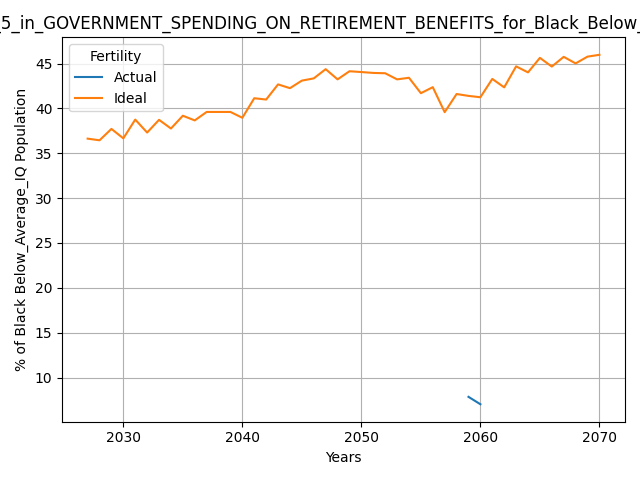 _5_in_GOVERNMENT_SPENDING_ON_RETIREMENT_BENEFITS_for_Black_Below_
Fertility
Actual
Ideal
% of Black Below_Average_IQ Population
45
40
35
30
25
20
15
10
2030
2040
2050
2060
2070
Years